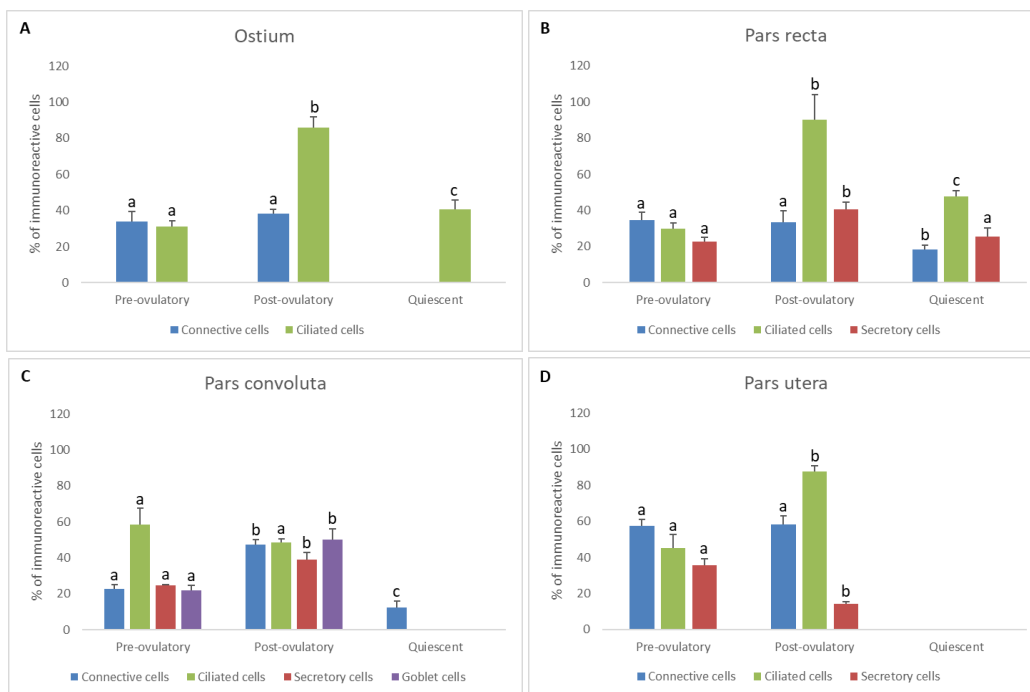 A
Ostium
% of immunoreactive cells
120
100
80
60
40
20
0
a
a
a
b
c
Pre-ovulatory Post-ovulatory Quiescent
Connective cells Ciliated cells
B
Pars recta
% of immunoreactive cells
120
100
80
60
40
20
0
a
a
a
a
b
b
b
c
a
Pre-ovulatory Post-ovulatory Quiescent
Connective cells Ciliated cells Secretory cells
C
Pars convoluta
% of immunoreactive cells
120
100
80
60
40
20
0
a
a
a
a
b
a
b
b
c
Pre-ovulatory Post-ovulatory Quiescent
Connective cells Ciliated cells Secretory cells Goblet cells
D
Pars utera
% of immunoreactive cells
120
100
80
60
40
20
0
a
a
a
a
b
b
Pre-ovulatory Post-ovulatory Quiescent
Connective cells Ciliated cells Secretory cells